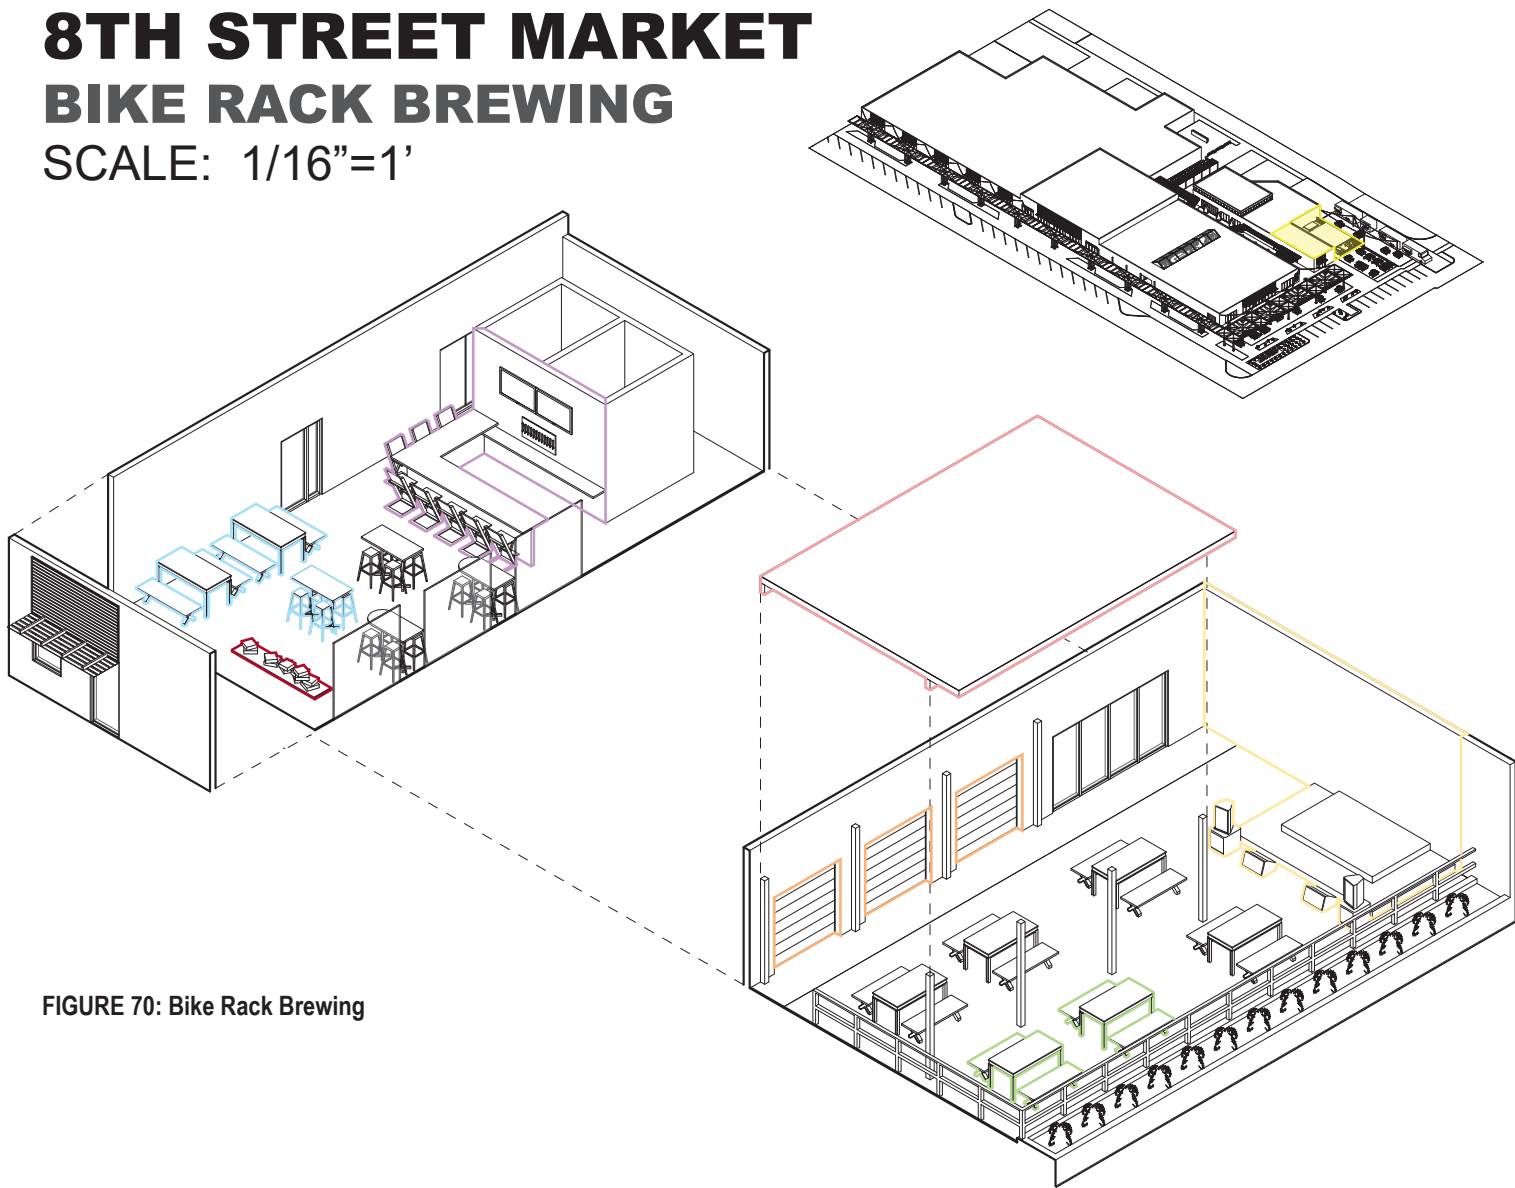 8TH STREET MARKET
BIKE RACK BREWING
SCALE: 1/16”=1’
FIGURE 70: Bike Rack Brewing